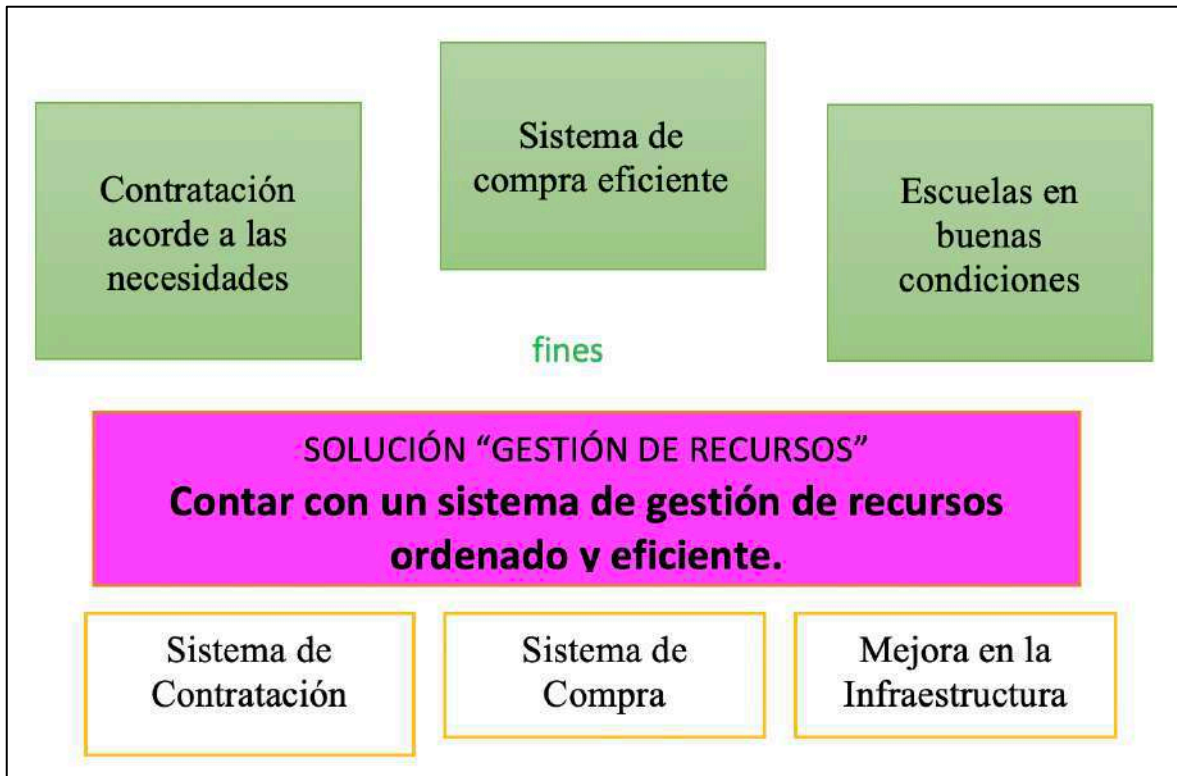 Contratación
acorde a las
necesidades
Sistema de
compra eficiente
Escuelas en
buenas
condiciones
fines
SOLUCIÓN “GESTIÓN DE RECURSOS”
Contar con un sistema de gestión de recursos
ordenado y eficiente.
Sistema de
Contratación
Sistema de
Compra
Mejora en la
Infraestructura